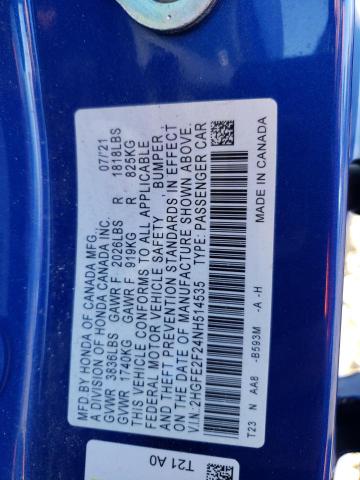 MFD.BY HONDA OF CANADA MFG. 07/'21
A DIVISION OF HONDA CANADA INC.
GVWR 3836LBS GAWR F 2026LBS R 1818LBS
GVWR 1740KG GAWR F 919KG R 825KG
THIS VEHICLE CONFORMS TO ALL APPLICABLE
FEDERAL MOTOR VEHICLE SAFETY BUMPER,
AND THEFT PREVENTION STANDARDS IN EFFECT
ON THE DATE OF MANUFACTURE SHOWN ABOVE.
V.I.N: 2HGFE2F24NH514535 TYPE: PASSENGER CAR
MADE IN CANADA
T23 N AA8 -B593M -A -H
T21 A0